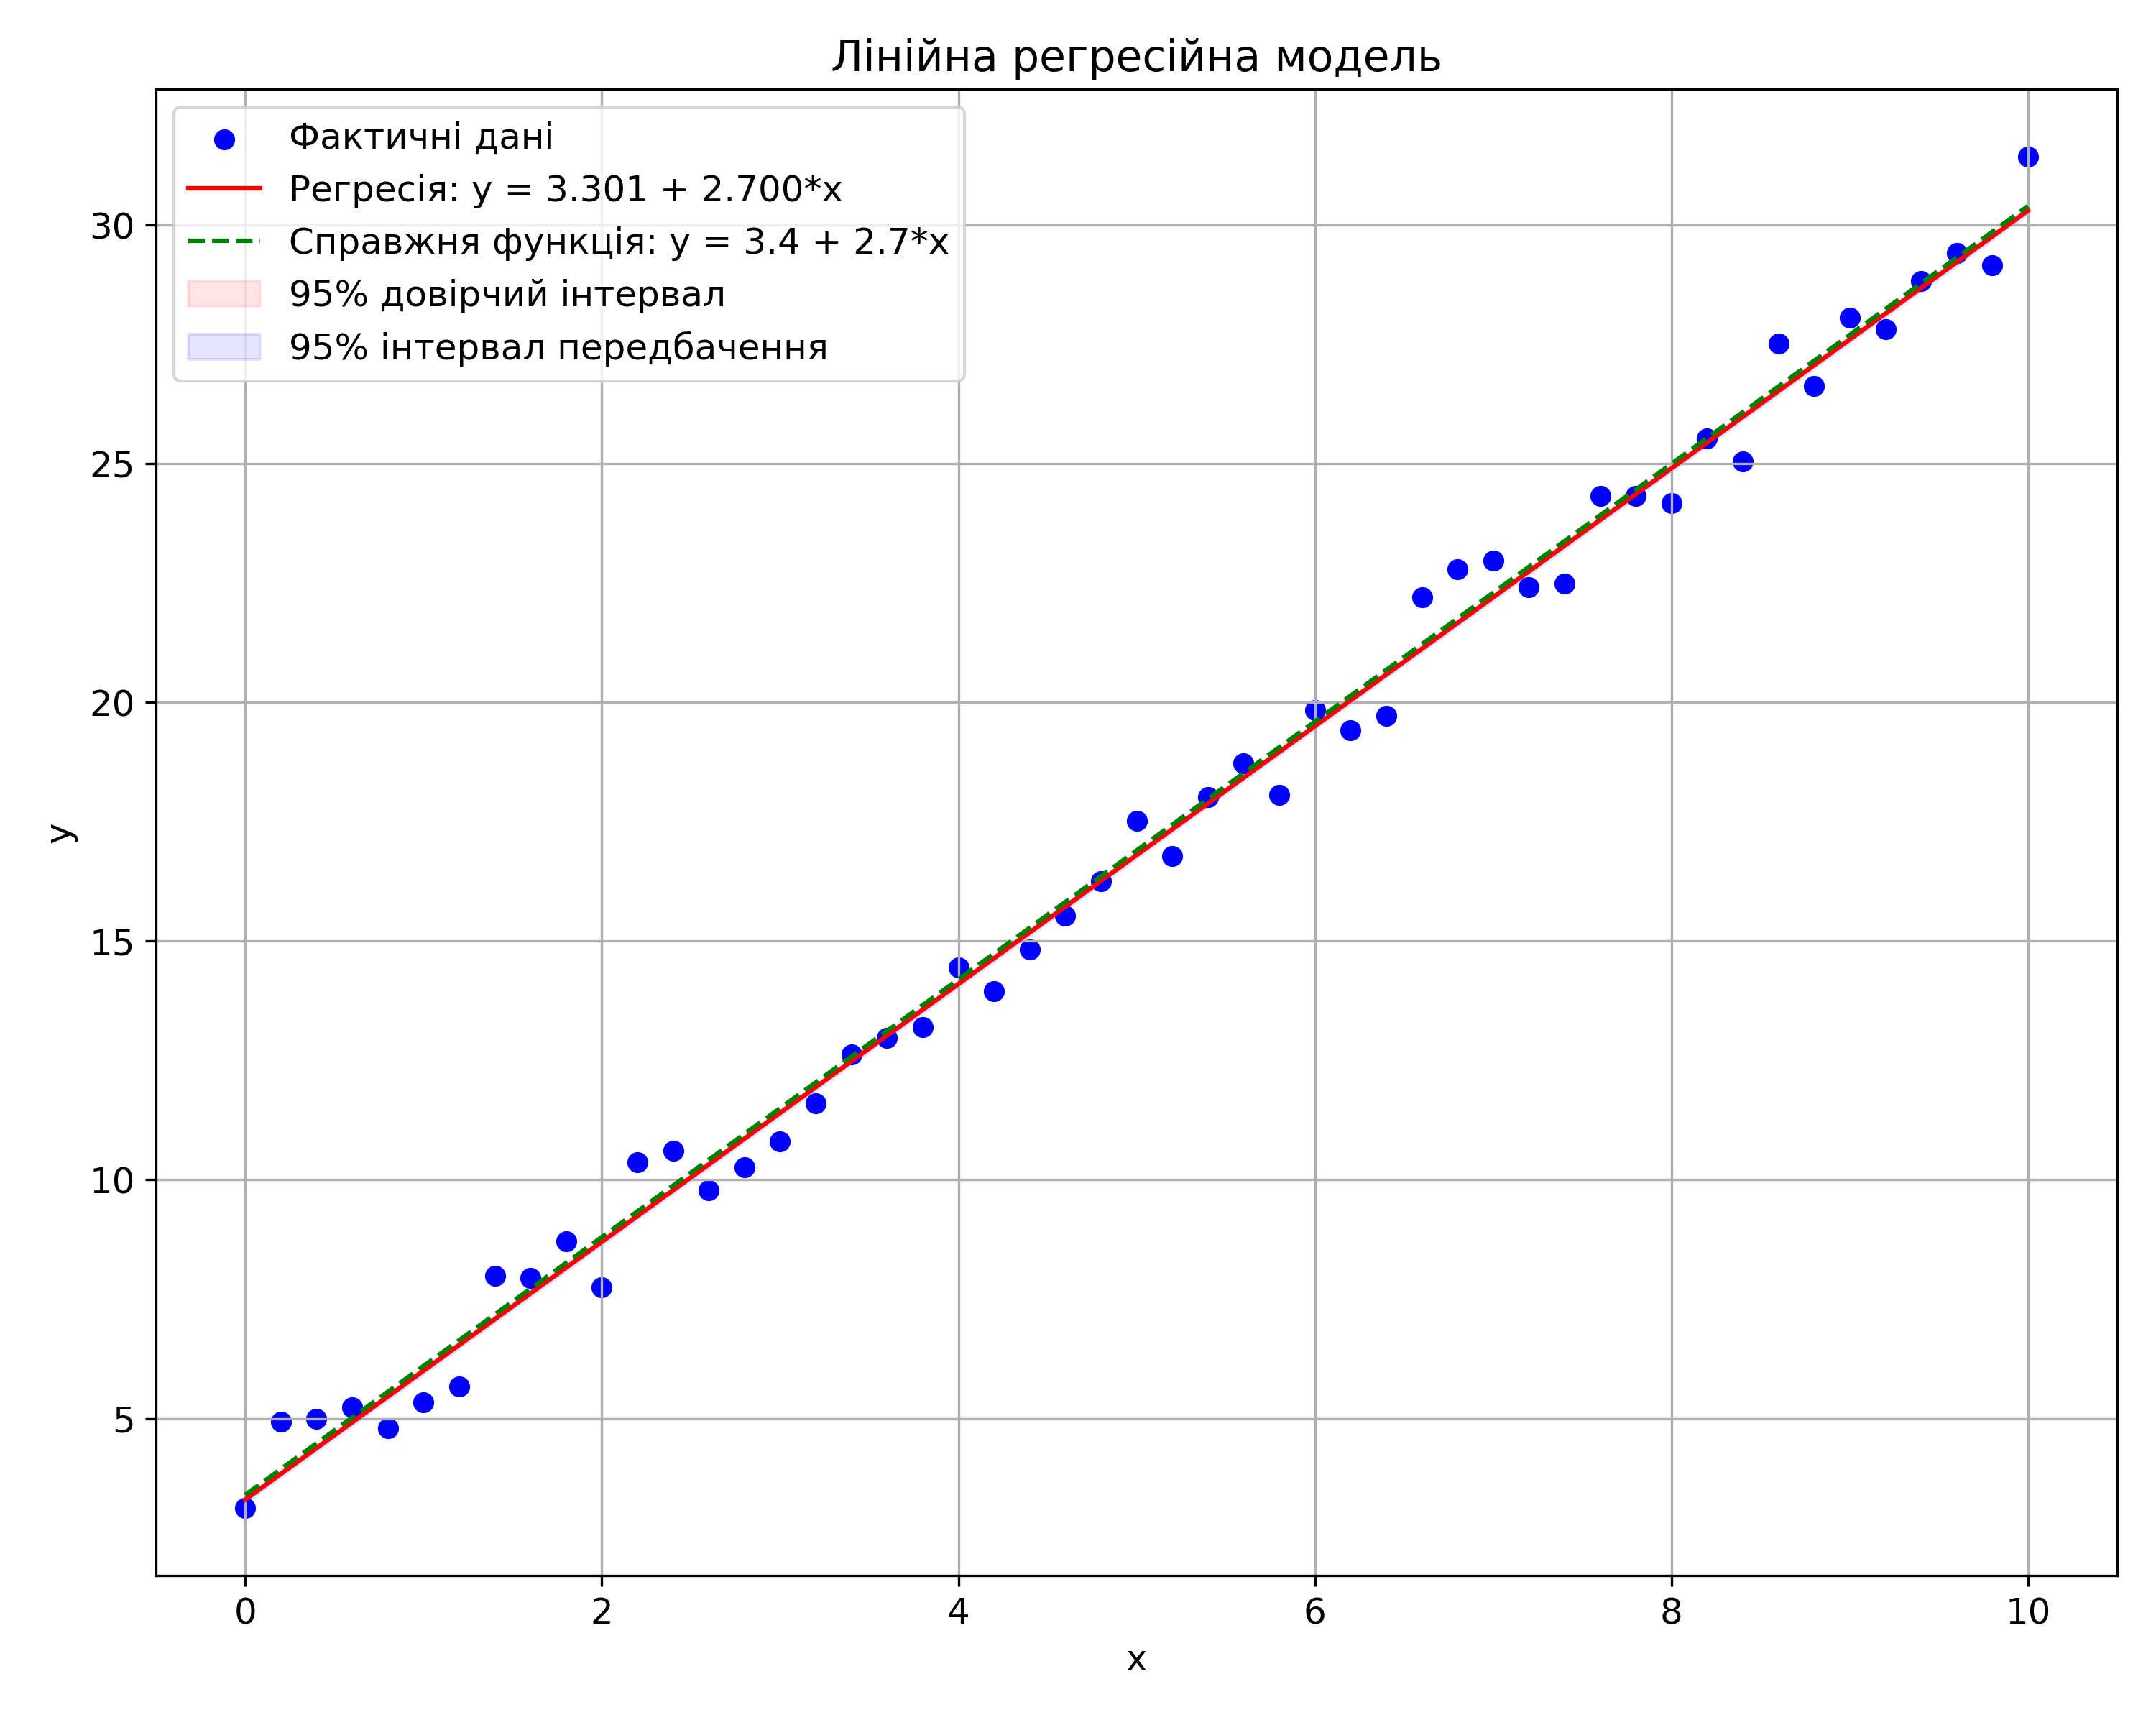 Лінійна регресійна модель
Фактичні дані
Регресія: y = 3.301 + 2.700*x
Справжня функція: y = 3.4 + 2.7*x
95% довірчий інтервал
95% інтервал передбачення
30
25
20
15
10
5
y
0 2 4 6 8 10
x